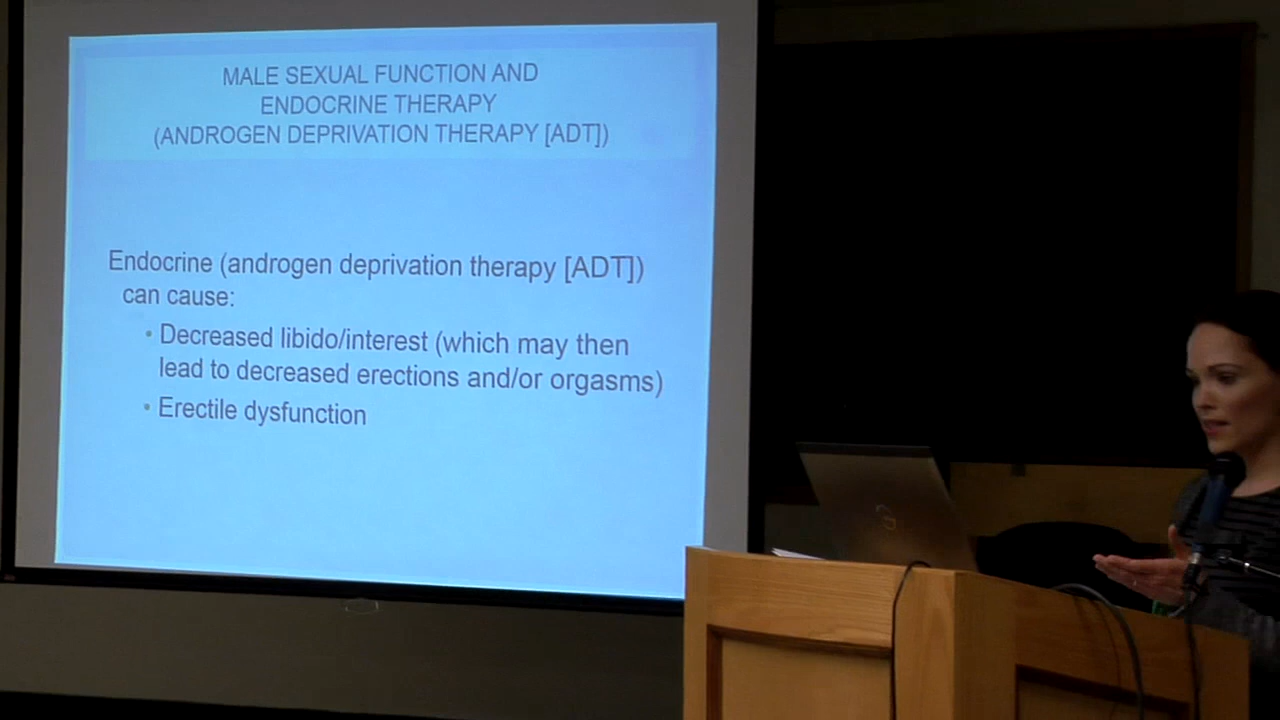 MALE SEXUAL FUNCTION AND
ENDOCRINE THERAPY
(ANDROGEN DEPRIVATION THERAPY [ADT])
Endocrine (androgen deprivation therapy [ADT])
can cause:
• Decreased libido/interest (which may then
lead to decreased erections and/or orgasms)
• Erectile dysfunction